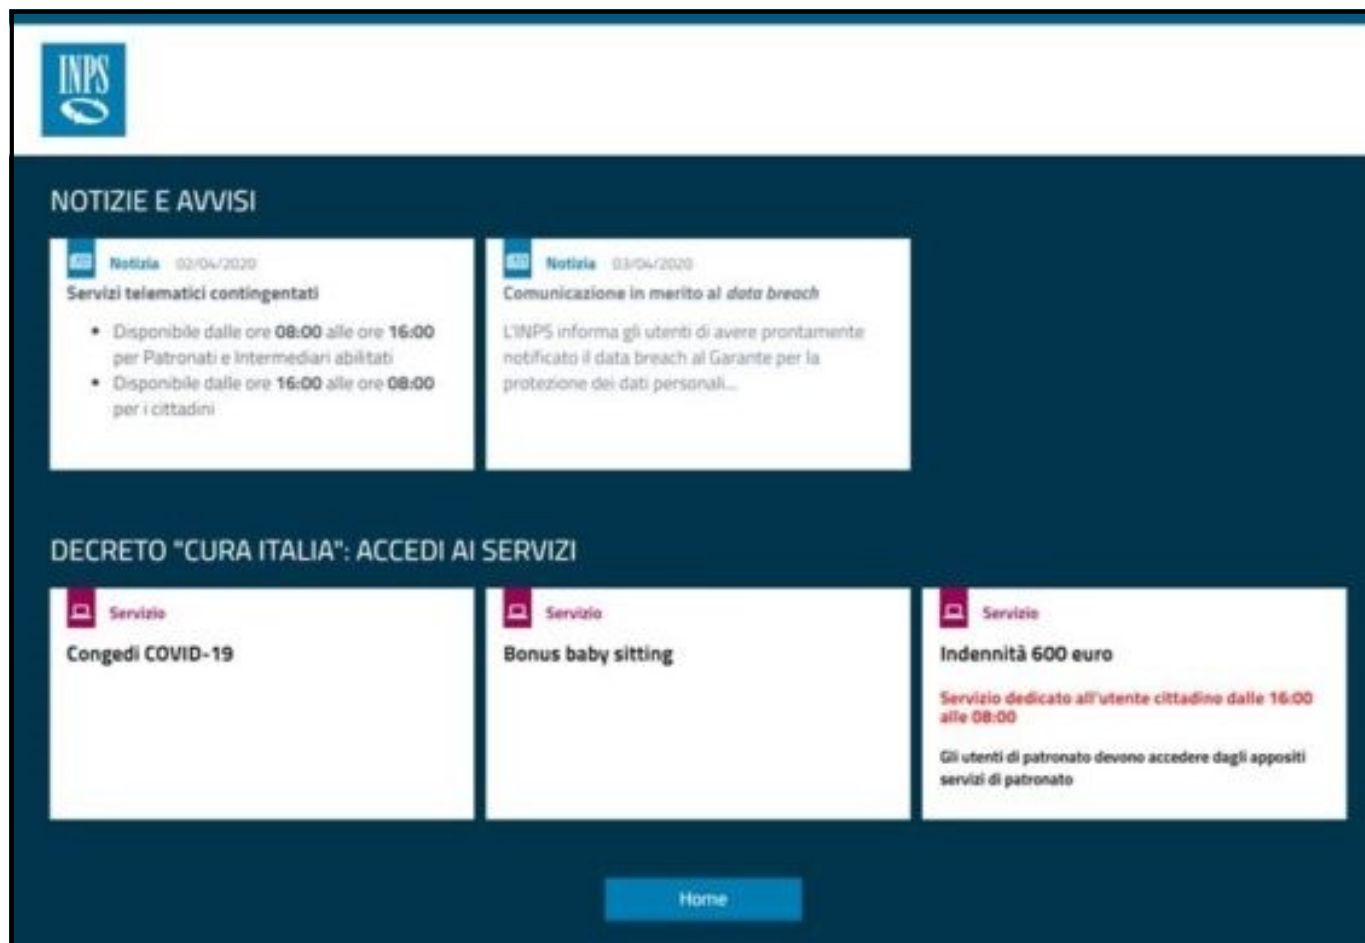 INPS
NOTIZIE E AVVISI
Notizia 02/04/2020
Servizi telematici contingentati
• Disponibile dalle ore 08:00 alle ore 16:00
per Patronati e Intermediari abilitati
• Disponibile dalle ore 16:00 alle ore 08:00
per i cittadini
Notizia 03/04/2020
Comunicazione in merito al data breach
L'INPS informa gli utenti di avere prontamente
notificato il data breach al Garante per la
protezione dei dati personali...
DECRETO "CURA ITALIA": ACCEDI AI SERVIZI
Servizio
Congedi COVID-19
Servizio
Bonus baby sitting
Servizio
Indennità 600 euro
Servizio dedicato all'utente cittadino dalle 16:00
alle 08:00
Gli utenti di patronato devono accedere dagli appositi
servizi di patronato
Home